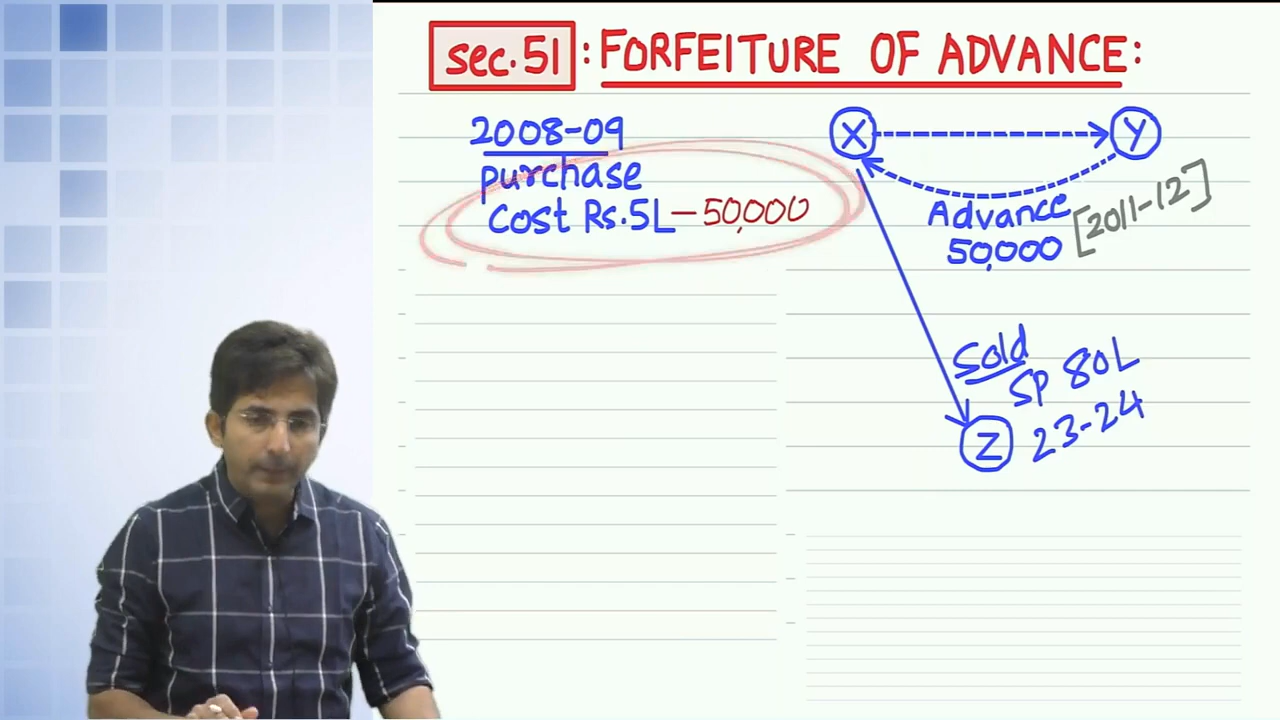 sec.51 : FORFEITURE OF ADVANCE:
2008-09
purchase
Cost Rs.5L - 50,000
X
Y
Advance
50,000
[2011-12]
Sold
SP 80L
23-24
Z